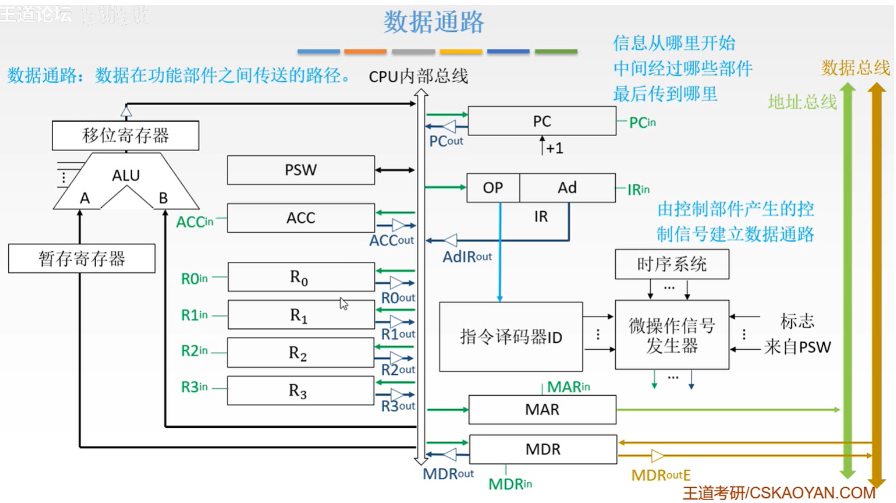 王道论坛
数据通路
信息从哪里开始
中间经过哪些部件
最后传到哪里
数据总线
地址总线
数据通路：数据在功能部件之间传送的路径。
CPU内部总线
移位寄存器
ALU
A
B
暂存寄存器
PSW
ACCin
ACC
ACCout
R0in
R₀
R0out
R1in
R₁
R1out
R2in
R₂
R2out
R3in
R₃
R3out
PC
PCin
PCout
+1
OP
Ad
IRin
IR
AdIRout
由控制部件产生的控
制信号建立数据通路
时序系统
...
指令译码器ID
⋮
微操作信号
发生器
⋮
标志
来自PSW
...
MARin
MAR
MDR
MDRout
MDRin
MDRoutE
王道考研/CSKAOYAN.COM